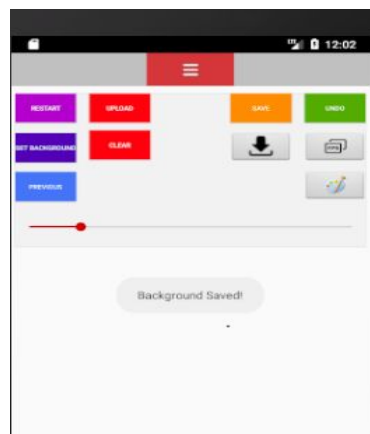 12:02
RESTART UPLOAD SAVE UNDO
SET BACKGROUND CLEAR
PREVIOUS
Background Saved!